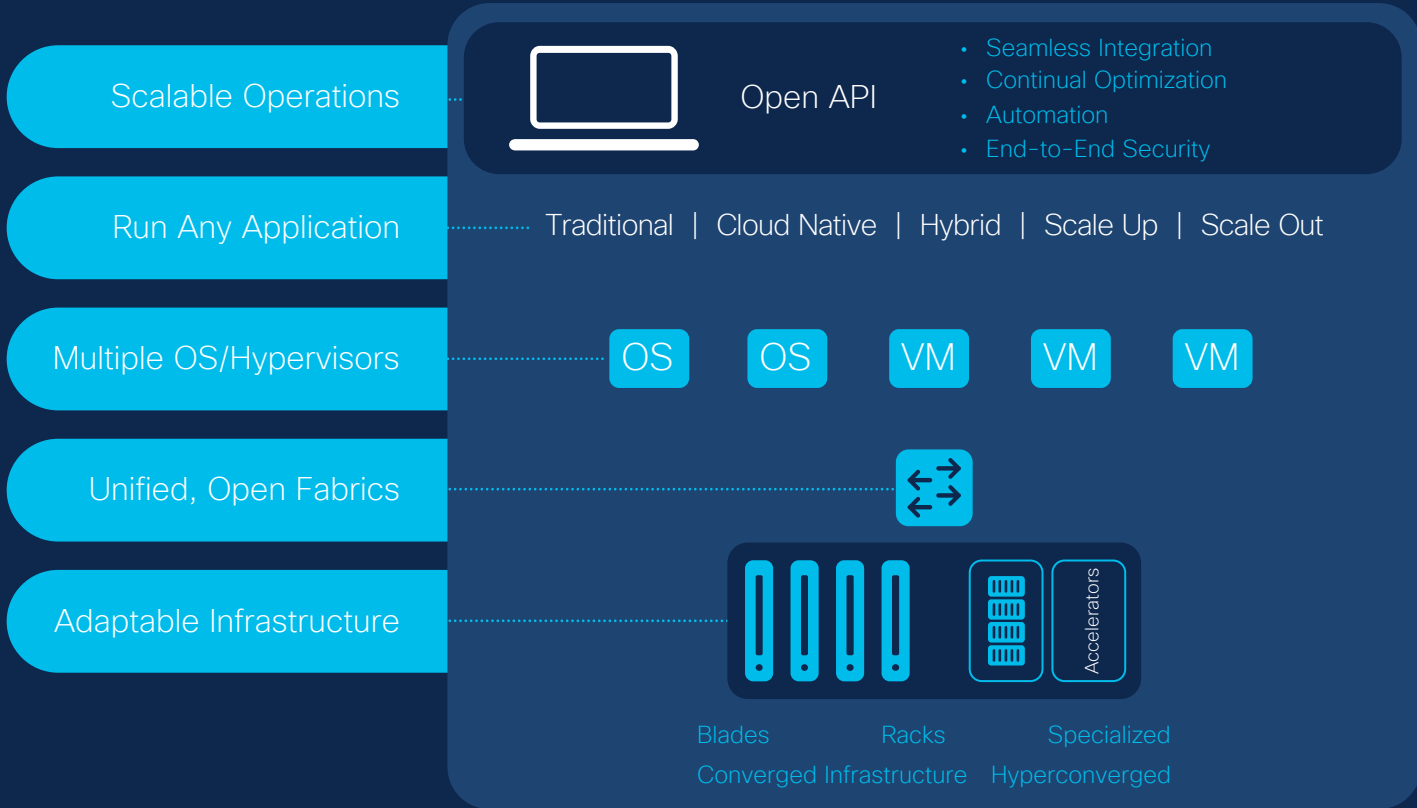 Scalable Operations
Open API
• Seamless Integration
• Continual Optimization
• Automation
• End-to-End Security
Run Any Application
Traditional | Cloud Native | Hybrid | Scale Up | Scale Out
Multiple OS/Hypervisors
OS OS VM VM VM
Unified, Open Fabrics
Adaptable Infrastructure
Accelerators
Blades Racks Specialized
Converged Infrastructure Hyperconverged